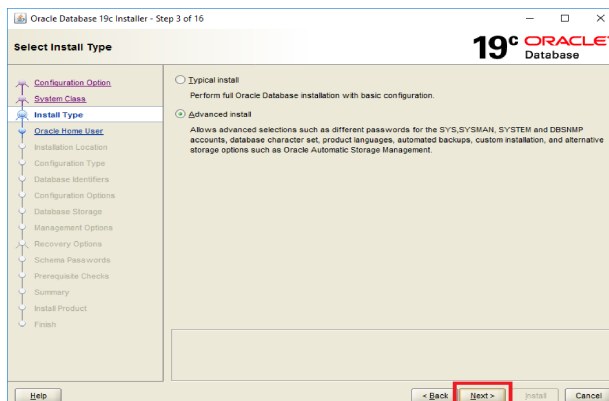 Oracle Database 19c Installer - Step 3 of 16
Select Install Type
19c ORACLE
Database
Configuration Option
System Class
Install Type
Oracle Home User
Installation Location
Configuration Type
Database Identifiers
Configuration Options
Database Storage
Management Options
Recovery Options
Schema Passwords
Prerequisite Checks
Summary
Install Product
Finish
Typical install
Perform full Oracle Database installation with basic configuration.
Advanced install
Allows advanced selections such as different passwords for the SYS,SYSMAN, SYSTEM and DBSNMP
accounts, database character set, product languages, automated backups, custom installation, and alternative
storage options such as Oracle Automatic Storage Management.
Help
< Back
Next >
Install
Cancel